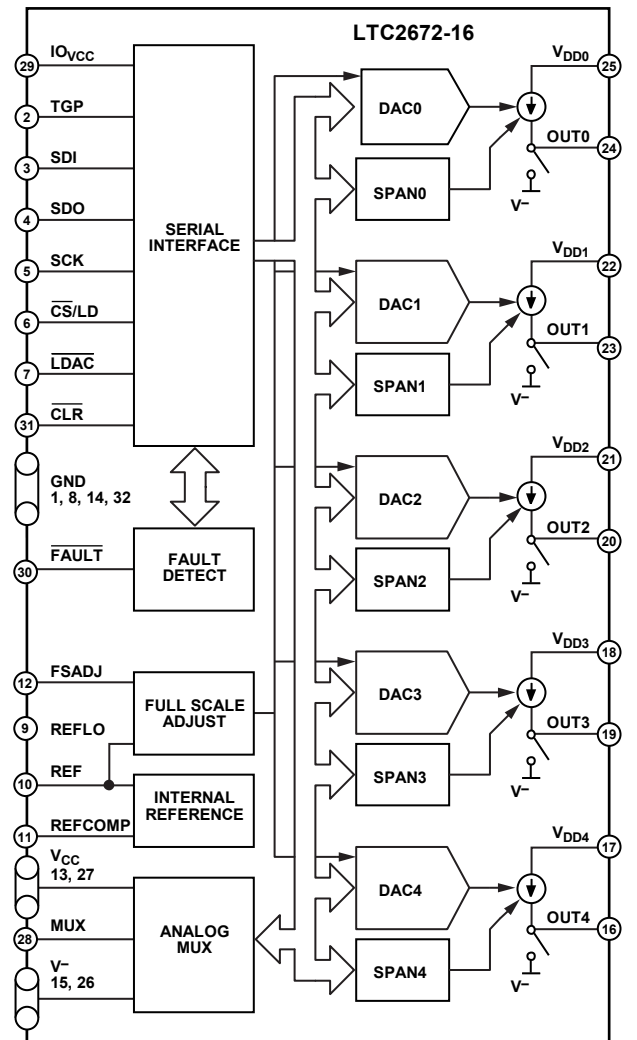 LTC2672-16
29 IOVCC
2 TGP
3 SDI
4 SDO
5 SCK
6 C̅S̅/LD
7 L̅D̅A̅C̅
31 C̅L̅R̅
GND
1, 8, 14, 32
30 F̅A̅U̅L̅T̅
12 FSADJ
9 REFLO
10 REF
11 REFCOMP
VCC
13, 27
28 MUX
V–
15, 26
SERIAL
INTERFACE
FAULT
DETECT
FULL SCALE
ADJUST
INTERNAL
REFERENCE
ANALOG
MUX
DAC0
SPAN0
VDD0 25
OUT0 24
V–
DAC1
SPAN1
VDD1 22
OUT1 23
V–
DAC2
SPAN2
VDD2 21
OUT2 20
V–
DAC3
SPAN3
VDD3 18
OUT3 19
V–
DAC4
SPAN4
VDD4 17
OUT4 16
V–